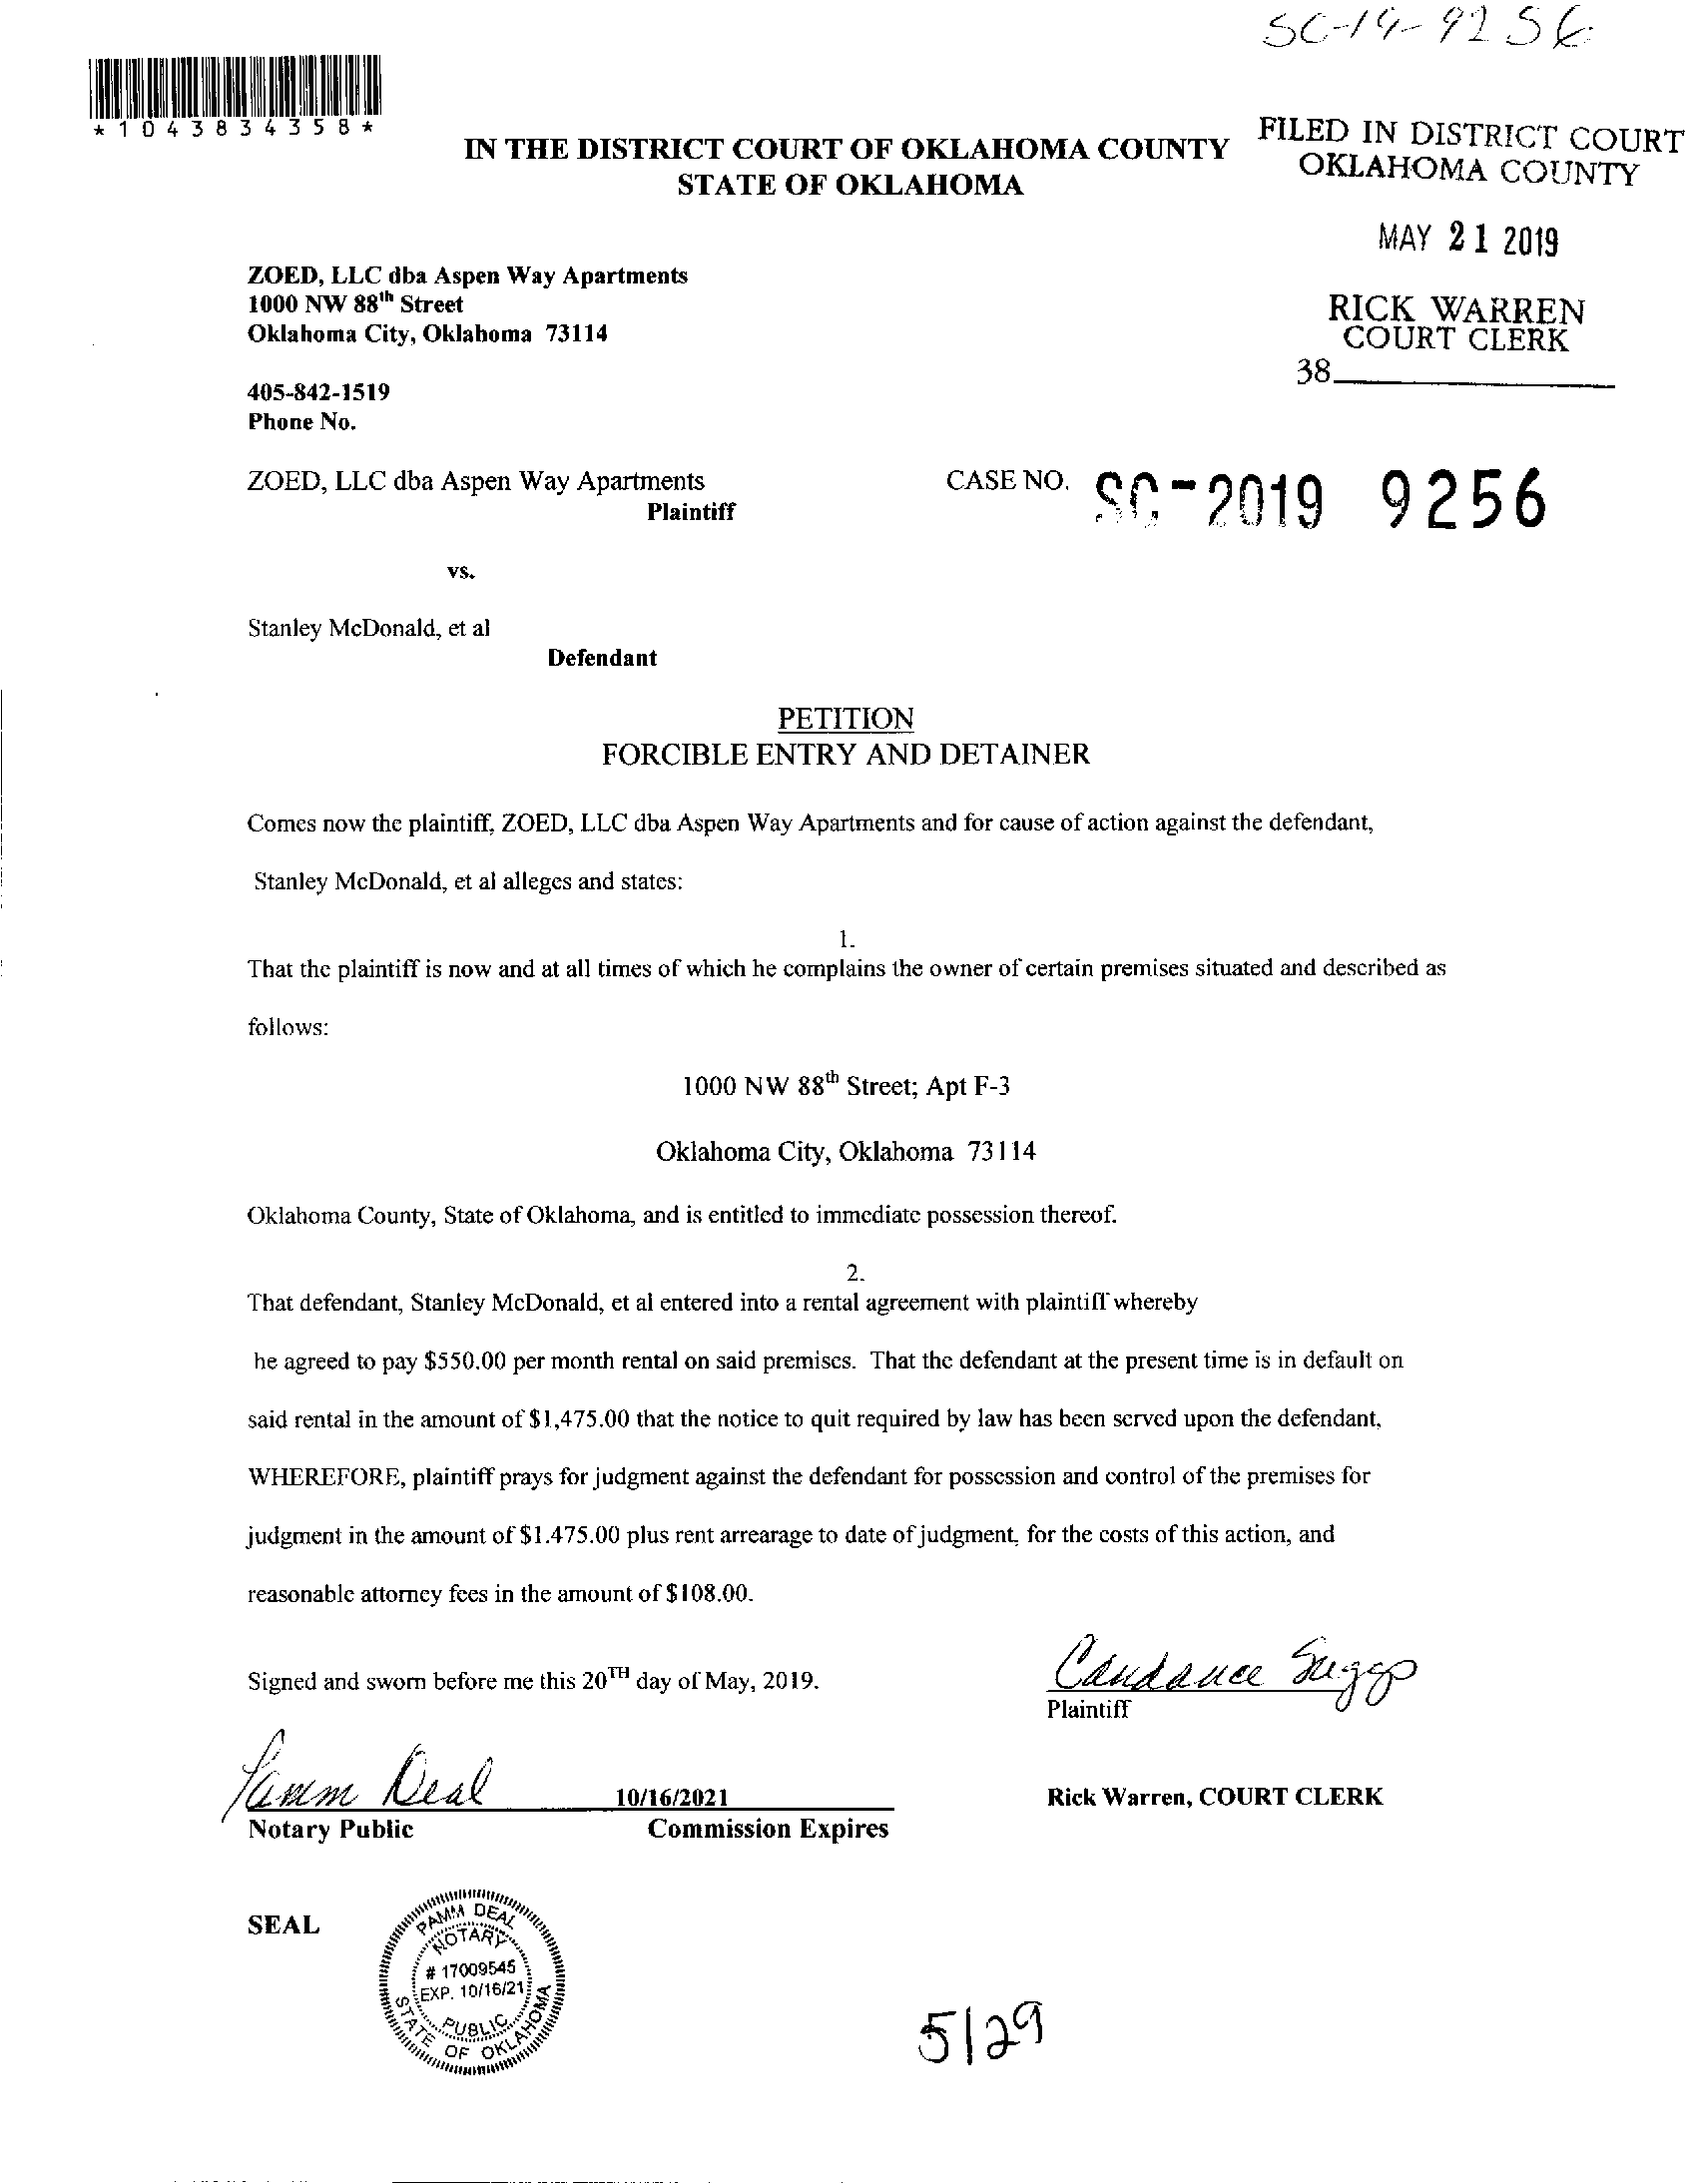 SC-19-9256
*1043834358*
IN THE DISTRICT COURT OF OKLAHOMA COUNTY
STATE OF OKLAHOMA
FILED IN DISTRICT COURT
OKLAHOMA COUNTY
MAY 21 2019
RICK WARREN
COURT CLERK
38
ZOED, LLC dba Aspen Way Apartments
1000 NW 88th Street
Oklahoma City, Oklahoma 73114
405-842-1519
Phone No.
ZOED, LLC dba Aspen Way Apartments
Plaintiff
CASE NO. SC-2019 9256
vs.
Stanley McDonald, et al
Defendant
PETITION
FORCIBLE ENTRY AND DETAINER
Comes now the plaintiff, ZOED, LLC dba Aspen Way Apartments and for cause of action against the defendant,
Stanley McDonald, et al alleges and states:
1.
That the plaintiff is now and at all times of which he complains the owner of certain premises situated and described as
follows:
1000 NW 88th Street; Apt F-3
Oklahoma City, Oklahoma 73114
Oklahoma County, State of Oklahoma, and is entitled to immediate possession thereof.
2.
That defendant, Stanley McDonald, et al entered into a rental agreement with plaintiff whereby
he agreed to pay $550.00 per month rental on said premises. That the defendant at the present time is in default on
said rental in the amount of $1,475.00 that the notice to quit required by law has been served upon the defendant,
WHEREFORE, plaintiff prays for judgment against the defendant for possession and control of the premises for
judgment in the amount of $1.475.00 plus rent arrearage to date of judgment, for the costs of this action, and
reasonable attorney fees in the amount of $108.00.
Signed and sworn before me this 20TH day of May, 2019.
Candance Suggs
Plaintiff
Pamm Deal
10/16/2021
Notary Public
Commission Expires
Rick Warren, COURT CLERK
SEAL
PAMM DEAL
NOTARY
# 17009545
EXP. 10/16/21
PUBLIC
STATE OF OKLAHOMA
5/29